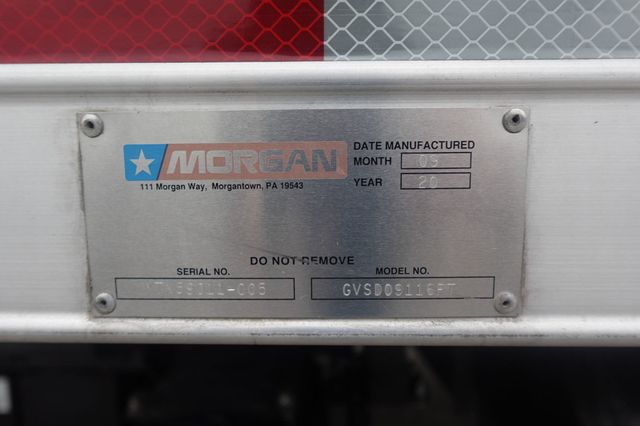 MORGAN
111 Morgan Way, Morgantown, PA 19543
DATE MANUFACTURED
MONTH 09
YEAR 20
DO NOT REMOVE
SERIAL NO.
MODEL NO.